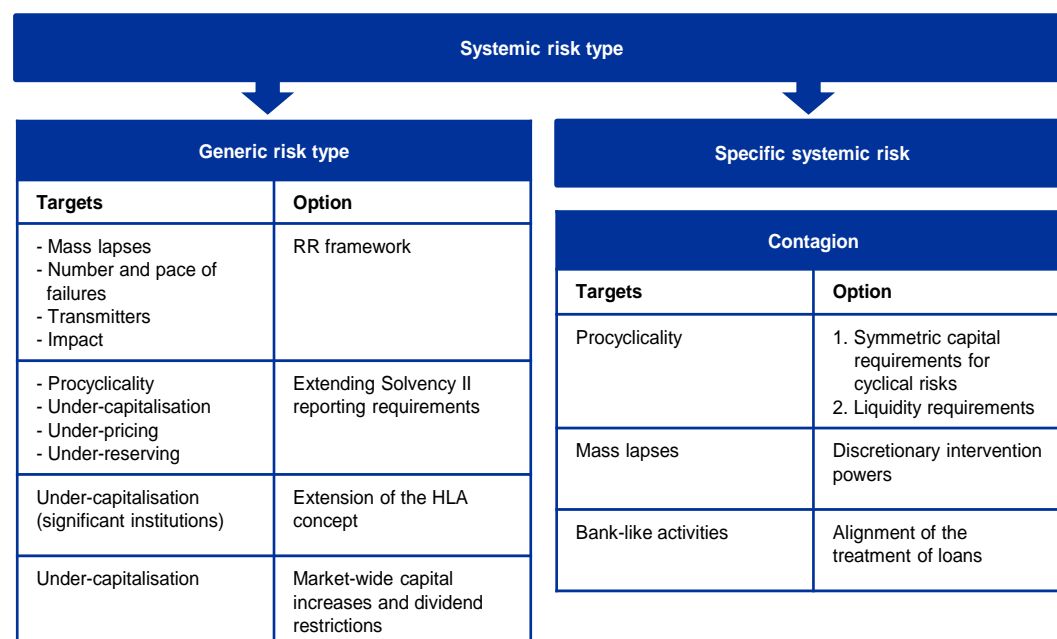 Systemic risk type
Generic risk type
Targets
Option
- Mass lapses
- Number and pace of
failures
- Transmitters
- Impact
RR framework
- Procyclicality
- Under-capitalisation
- Under-pricing
- Under-reserving
Extending Solvency II
reporting requirements
Under-capitalisation
(significant institutions)
Extension of the HLA
concept
Under-capitalisation
Market-wide capital
increases and dividend
restrictions
Specific systemic risk
Contagion
Targets
Option
Procyclicality
1. Symmetric capital
requirements for
cyclical risks
2. Liquidity requirements
Mass lapses
Discretionary intervention
powers
Bank-like activities
Alignment of the
treatment of loans